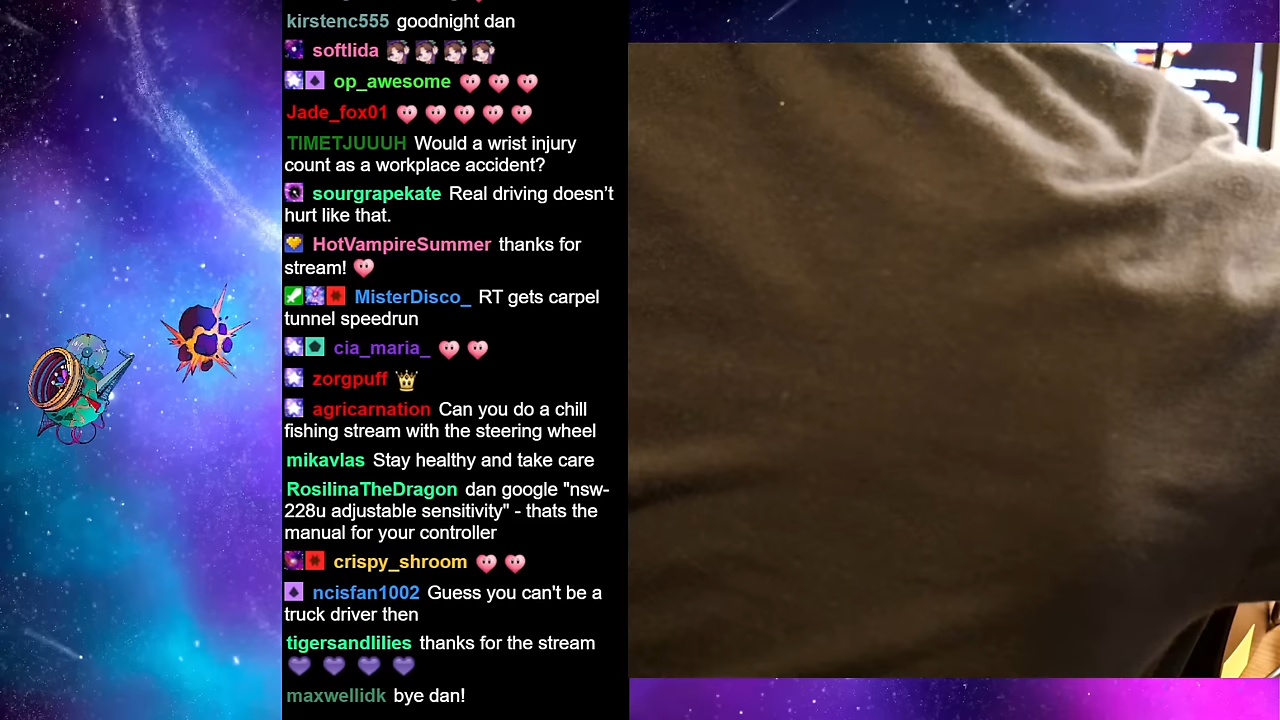 kirstenc555 goodnight dan
softlida
op_awesome
Jade_fox01
TIMETJUUUH Would a wrist injury
count as a workplace accident?
sourgrapekate Real driving doesn't
hurt like that.
HotVampireSummer thanks for
stream!
MisterDisco_ RT gets carpel
tunnel speedrun
cia_maria_
zorgpuff
agricarnation Can you do a chill
fishing stream with the steering wheel
mikavlas Stay healthy and take care
RosilinaTheDragon dan google "nsw-
228u adjustable sensitivity" - thats the
manual for your controller
crispy_shroom
ncisfan1002 Guess you can't be a
truck driver then
tigersandlilies thanks for the stream
maxwellidk bye dan!